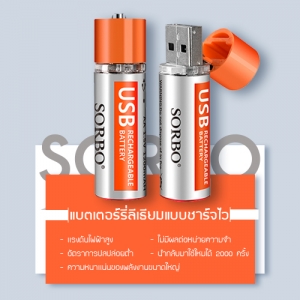 SORBO
USB
RECHARGEABLE
BATTERY
SORBO
USB
RECHARGEABLE
BATTERY
SORBO
(แบตเตอร์รี่ลิเธียมแบบชาร์จไว)
· แรงดันไฟฟ้าสูง
· ไม่มีผลต่อหน่วยความจำ
· อัตราการปลดปล่อยต่ำ
· นำกลับมาใช้ใหม่ได้ 2000 ครั้ง
· ความหนาแน่นของพลังงานขนาดใหญ่